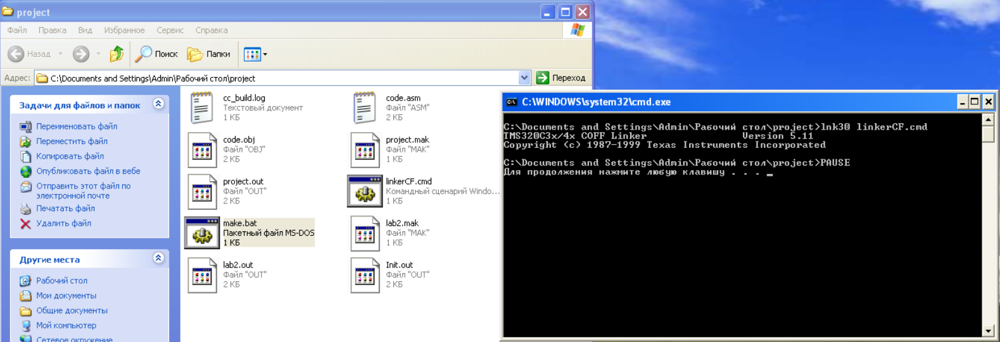 project
Файл Правка Вид Избранное Сервис Справка
Назад Поиск Папки
Адрес: C:\Documents and Settings\Admin\Рабочий стол\project Переход
Задачи для файлов и папок
Переименовать файл
Переместить файл
Копировать файл
Опубликовать файл в вебе
Отправить этот файл по
электронной почте
Печатать файл
Удалить файл
Другие места
Рабочий стол
Мои документы
Общие документы
Мой компьютер
Сетевое окружение
cc_build.log
Текстовый документ
1 КБ
code.asm
Файл "ASM"
2 КБ
code.obj
Файл "OBJ"
2 КБ
project.mak
Файл "MAK"
1 КБ
project.out
Файл "OUT"
2 КБ
linkerCF.cmd
Командный сценарий Windo...
1 КБ
make.bat
Пакетный файл MS-DOS
1 КБ
lab2.mak
Файл "MAK"
1 КБ
lab2.out
Файл "OUT"
2 КБ
Init.out
Файл "OUT"
2 КБ
C:\WINDOWS\system32\cmd.exe
C:\Documents and Settings\Admin\Рабочий стол\project>lnk30 linkerCF.cmd
TMS320C3x/4x COFF Linker Version 5.11
Copyright (c) 1987-1999 Texas Instruments Incorporated
C:\Documents and Settings\Admin\Рабочий стол\project>PAUSE
Для продолжения нажмите любую клавишу . . . _